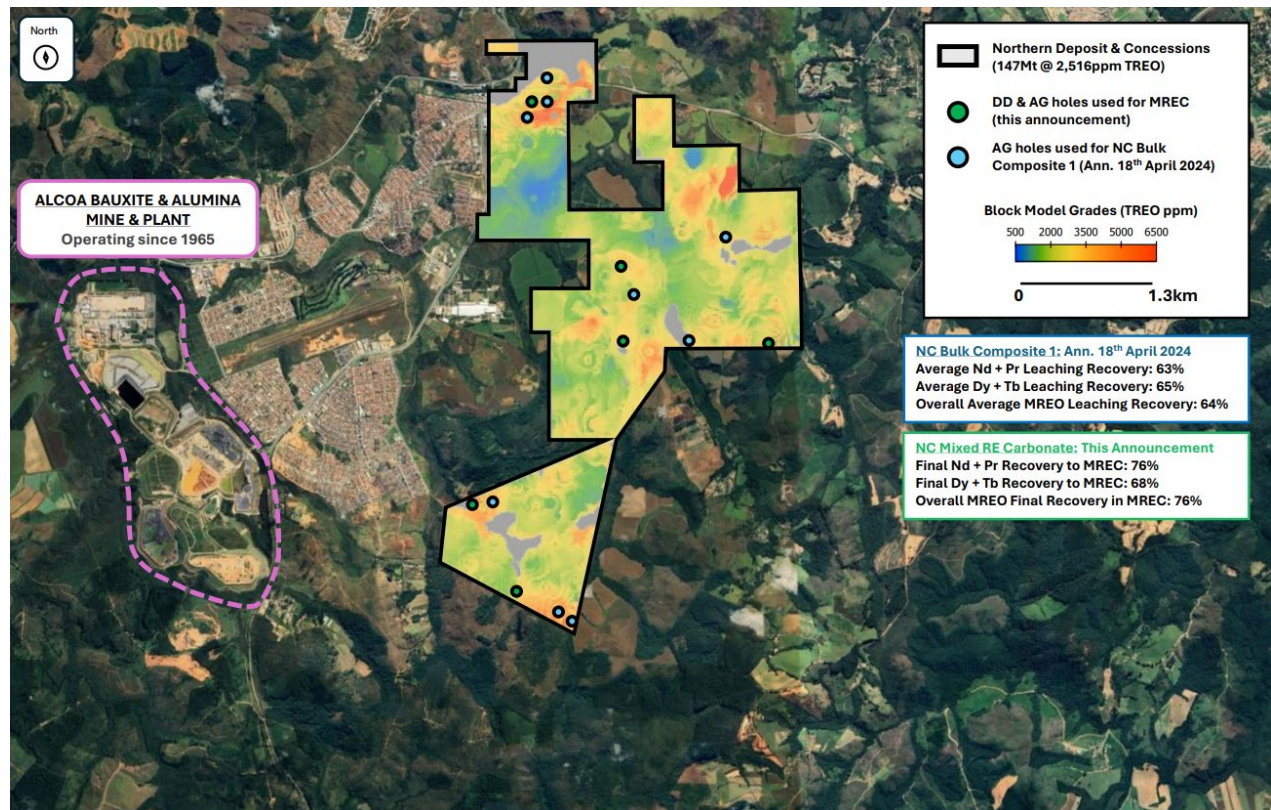 North
ALCOA BAUXITE & ALUMINA
MINE & PLANT
Operating since 1965
Northern Deposit & Concessions
(147Mt @ 2,516ppm TREO)
DD & AG holes used for MREC
(this announcement)
AG holes used for NC Bulk
Composite 1 (Ann. 18th April 2024)
Block Model Grades (TREO ppm)
500 2000 3500 5000 6500
0 1.3km
NC Bulk Composite 1: Ann. 18th April 2024
Average Nd + Pr Leaching Recovery: 63%
Average Dy + Tb Leaching Recovery: 65%
Overall Average MREO Leaching Recovery: 64%
NC Mixed RE Carbonate: This Announcement
Final Nd + Pr Recovery to MREC: 76%
Final Dy + Tb Recovery to MREC: 68%
Overall MREO Final Recovery in MREC: 76%